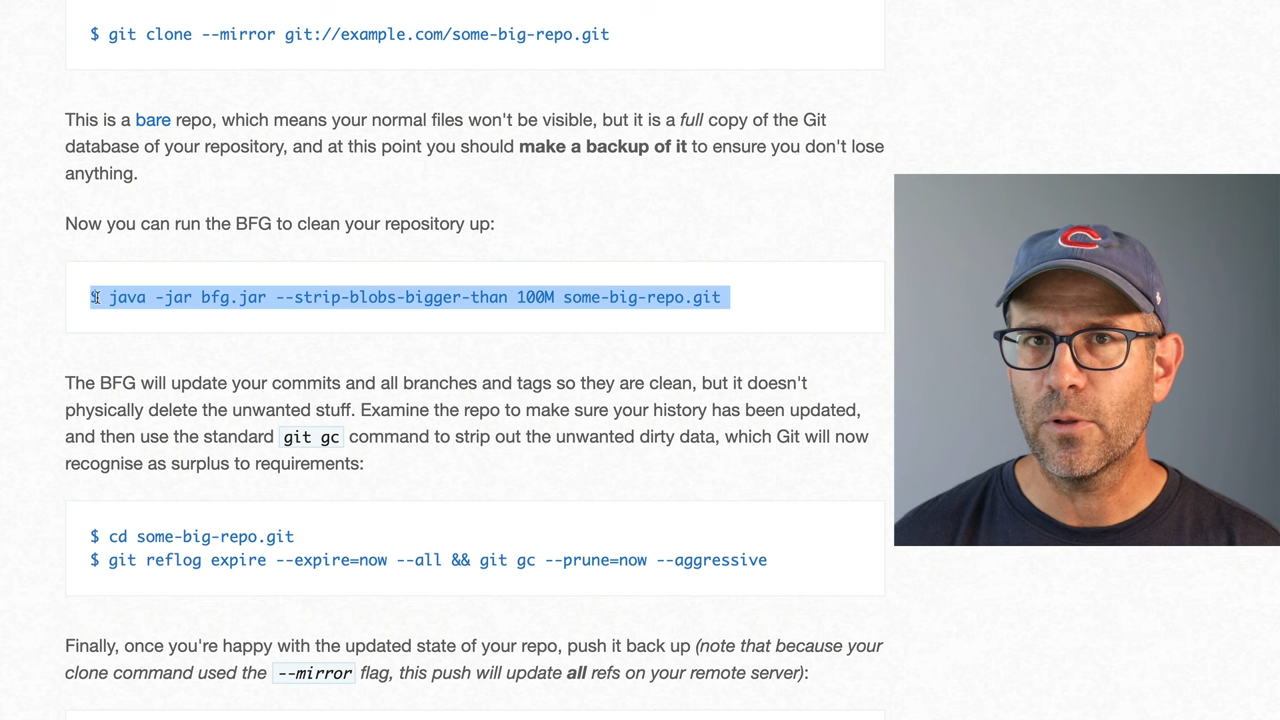 $ git clone --mirror git://example.com/some-big-repo.git
This is a bare repo, which means your normal files won't be visible, but it is a full copy of the Git
database of your repository, and at this point you should make a backup of it to ensure you don't lose
anything.
Now you can run the BFG to clean your repository up:
$ java -jar bfg.jar --strip-blobs-bigger-than 100M some-big-repo.git
The BFG will update your commits and all branches and tags so they are clean, but it doesn't
physically delete the unwanted stuff. Examine the repo to make sure your history has been updated,
and then use the standard git gc command to strip out the unwanted dirty data, which Git will now
recognise as surplus to requirements:
$ cd some-big-repo.git
$ git reflog expire --expire=now --all && git gc --prune=now --aggressive
Finally, once you're happy with the updated state of your repo, push it back up (note that because your
clone command used the --mirror flag, this push will update all refs on your remote server):
C